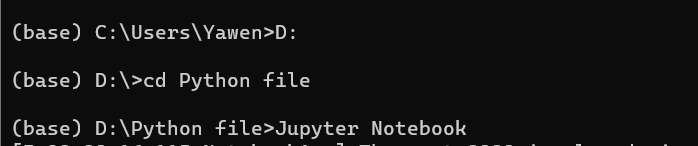 (base) C:\Users\Yawen>D:
(base) D:\>cd Python file
(base) D:\Python file>Jupyter Notebook